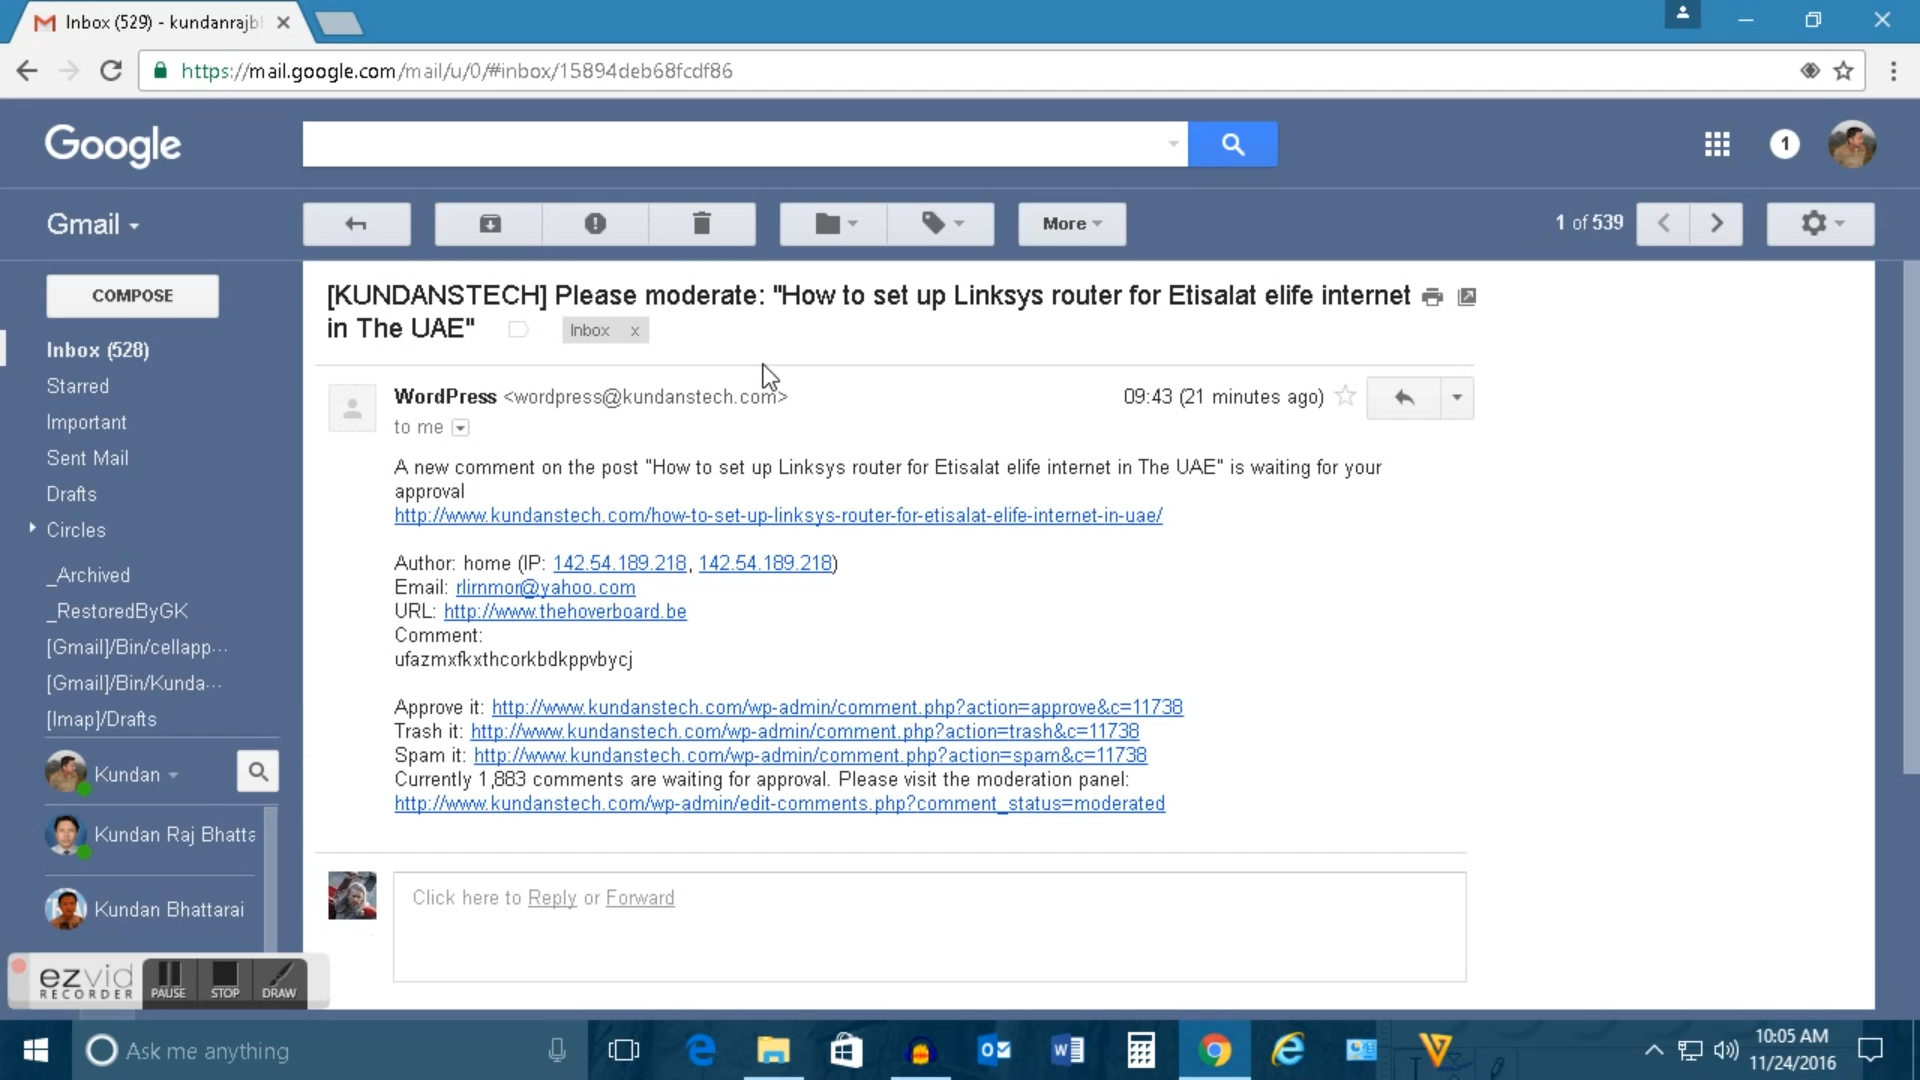 Inbox (529) - kundanrajb
https://mail.google.com/mail/u/0/#inbox/15894deb68fcdf86
Google
1
Gmail
More
1 of 539
COMPOSE
Inbox (528)
Starred
Important
Sent Mail
Drafts
Circles
_Archived
_RestoredByGK
[Gmail]/Bin/cellapp...
[Gmail]/Bin/Kunda...
[Imap]/Drafts
Kundan
Kundan Raj Bhatta
Kundan Bhattarai
[KUNDANSTECH] Please moderate: "How to set up Linksys router for Etisalat elife internet
in The UAE"
Inbox x
WordPress <wordpress@kundanstech.com>
09:43 (21 minutes ago)
to me
A new comment on the post "How to set up Linksys router for Etisalat elife internet in The UAE" is waiting for your
approval
http://www.kundanstech.com/how-to-set-up-linksys-router-for-etisalat-elife-internet-in-uae/
Author: home (IP: 142.54.189.218, 142.54.189.218)
Email: rlirnmor@yahoo.com
URL: http://www.thehoverboard.be
Comment:
ufazmxfkxthcorkbdkppvbycj
Approve it: http://www.kundanstech.com/wp-admin/comment.php?action=approve&c=11738
Trash it: http://www.kundanstech.com/wp-admin/comment.php?action=trash&c=11738
Spam it: http://www.kundanstech.com/wp-admin/comment.php?action=spam&c=11738
Currently 1,883 comments are waiting for approval. Please visit the moderation panel:
http://www.kundanstech.com/wp-admin/edit-comments.php?comment_status=moderated
Click here to Reply or Forward
ezvid
RECORDER
PAUSE
STOP
DRAW
Ask me anything
10:05 AM
11/24/2016